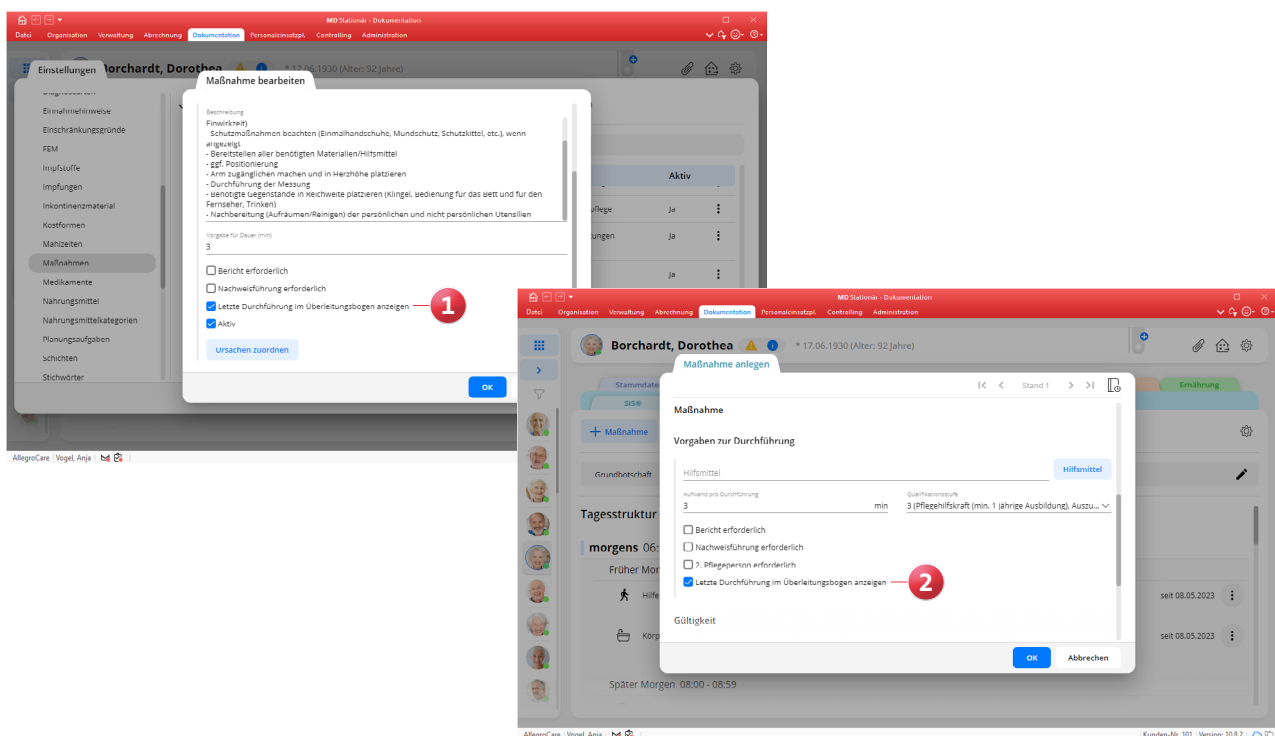 MD Stationär - Dokumentation
Datei Organisation Verwaltung Abrechnung Dokumentation Personaleinsatzpl. Controlling Administration
Borchardt, Dorothea * 17.06.1930 (Alter: 92 Jahre)
Einstellungen
Einnahmehinweise
Einschränkungsgründe
FEM
Impfstoffe
Impfungen
Inkontinenzmaterial
Kostformen
Mahlzeiten
Maßnahmen
Medikamente
Nahrungsmittel
Nahrungsmittelkategorien
Planungsaufgaben
Schichten
Stichwörter
Maßnahme bearbeiten
Beschreibung
Einwirkzeit)
Schutzmaßnahmen beachten (Einmalhandschuhe, Mundschutz, Schutzkittel, etc.), wenn
angezeigt
- Bereitstellen aller benötigten Materialien/Hilfsmittel
- ggf. Positionierung
- Arm zugänglichen machen und in Herzhöhe platzieren
- Durchführung der Messung
- Benötigte Gegenstände in Reichweite platzieren (Klingel, Bedienung für das Bett und für den
Fernseher, Trinken)
- Nachbereitung (Aufräumen/Reinigen) der persönlichen und nicht persönlichen Utensilien
Vorgabe für Dauer (min)
3
Bericht erforderlich
Nachweisführung erforderlich
Letzte Durchführung im Überleitungsbogen anzeigen
1
Aktiv
Ursachen zuordnen
OK
Aktiv
Ja
Ja
Ja
AllegroCare | Vogel, Anja
MD Stationär - Dokumentation
Datei Organisation Verwaltung Abrechnung Dokumentation Personaleinsatzpl. Controlling Administration
Borchardt, Dorothea * 17.06.1930 (Alter: 92 Jahre)
Stammdate
Ernährung
SIS®
+ Maßnahme
Grundbotschaft
Tagesstruktur
morgens 06:
Früher Mor
Hilfe
seit 08.05.2023
Körp
seit 08.05.2023
Später Morgen 08:00 - 08:59
Maßnahme anlegen
Stand 1
Maßnahme
Vorgaben zur Durchführung
Hilfsmittel
Hilfsmittel
Aufwand pro Durchführung
3 min
Qualifikationsstufe
3 (Pflegehilfskraft (min. 1 jährige Ausbildung), Auszu...
Bericht erforderlich
Nachweisführung erforderlich
2. Pflegeperson erforderlich
Letzte Durchführung im Überleitungsbogen anzeigen
2
Gültigkeit
OK Abbrechen
AllegroCare | Vogel, Anja
Kunden-Nr. 101 | Version: 10.8.2